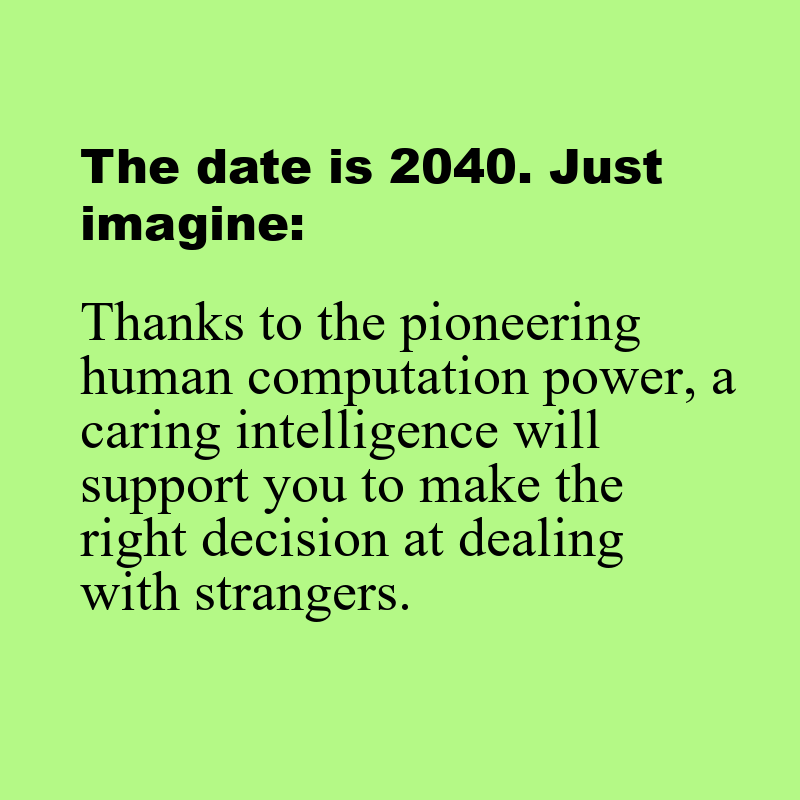 The date is 2040. Just
imagine:
Thanks to the pioneering
human computation power, a
caring intelligence will
support you to make the
right decision at dealing
with strangers.